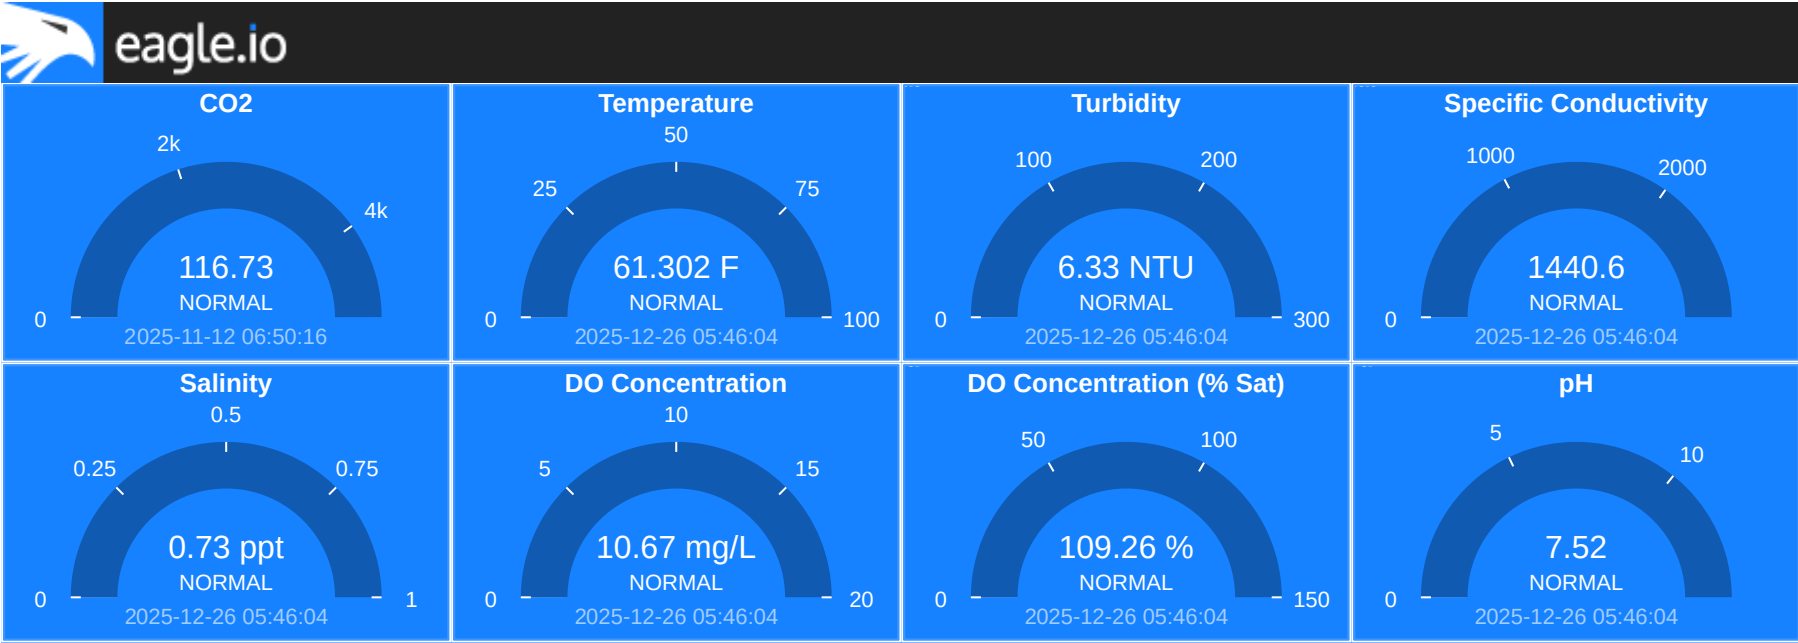 eagle.io
CO2
2k
4k
0
116.73
NORMAL
2025-11-12 06:50:16
Temperature
50
25
75
0
100
61.302 F
NORMAL
2025-12-26 05:46:04
Turbidity
100
200
0
300
6.33 NTU
NORMAL
2025-12-26 05:46:04
Specific Conductivity
1000
2000
0
1440.6
NORMAL
2025-12-26 05:46:04
Salinity
0.5
0.25
0.75
0
1
0.73 ppt
NORMAL
2025-12-26 05:46:04
DO Concentration
10
5
15
0
20
10.67 mg/L
NORMAL
2025-12-26 05:46:04
DO Concentration (% Sat)
50
100
0
150
109.26 %
NORMAL
2025-12-26 05:46:04
pH
5
10
0
7.52
NORMAL
2025-12-26 05:46:04